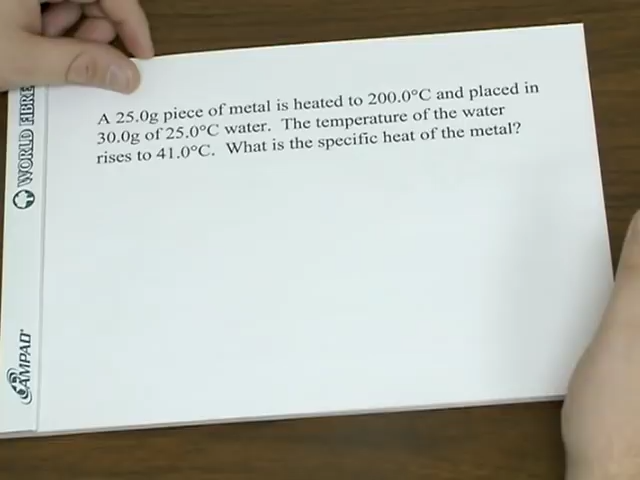 A 25.0g piece of metal is heated to 200.0°C and placed in
30.0g of 25.0°C water.  The temperature of the water
rises to 41.0°C.  What is the specific heat of the metal?
WORLD FIBRE
AMPAD®